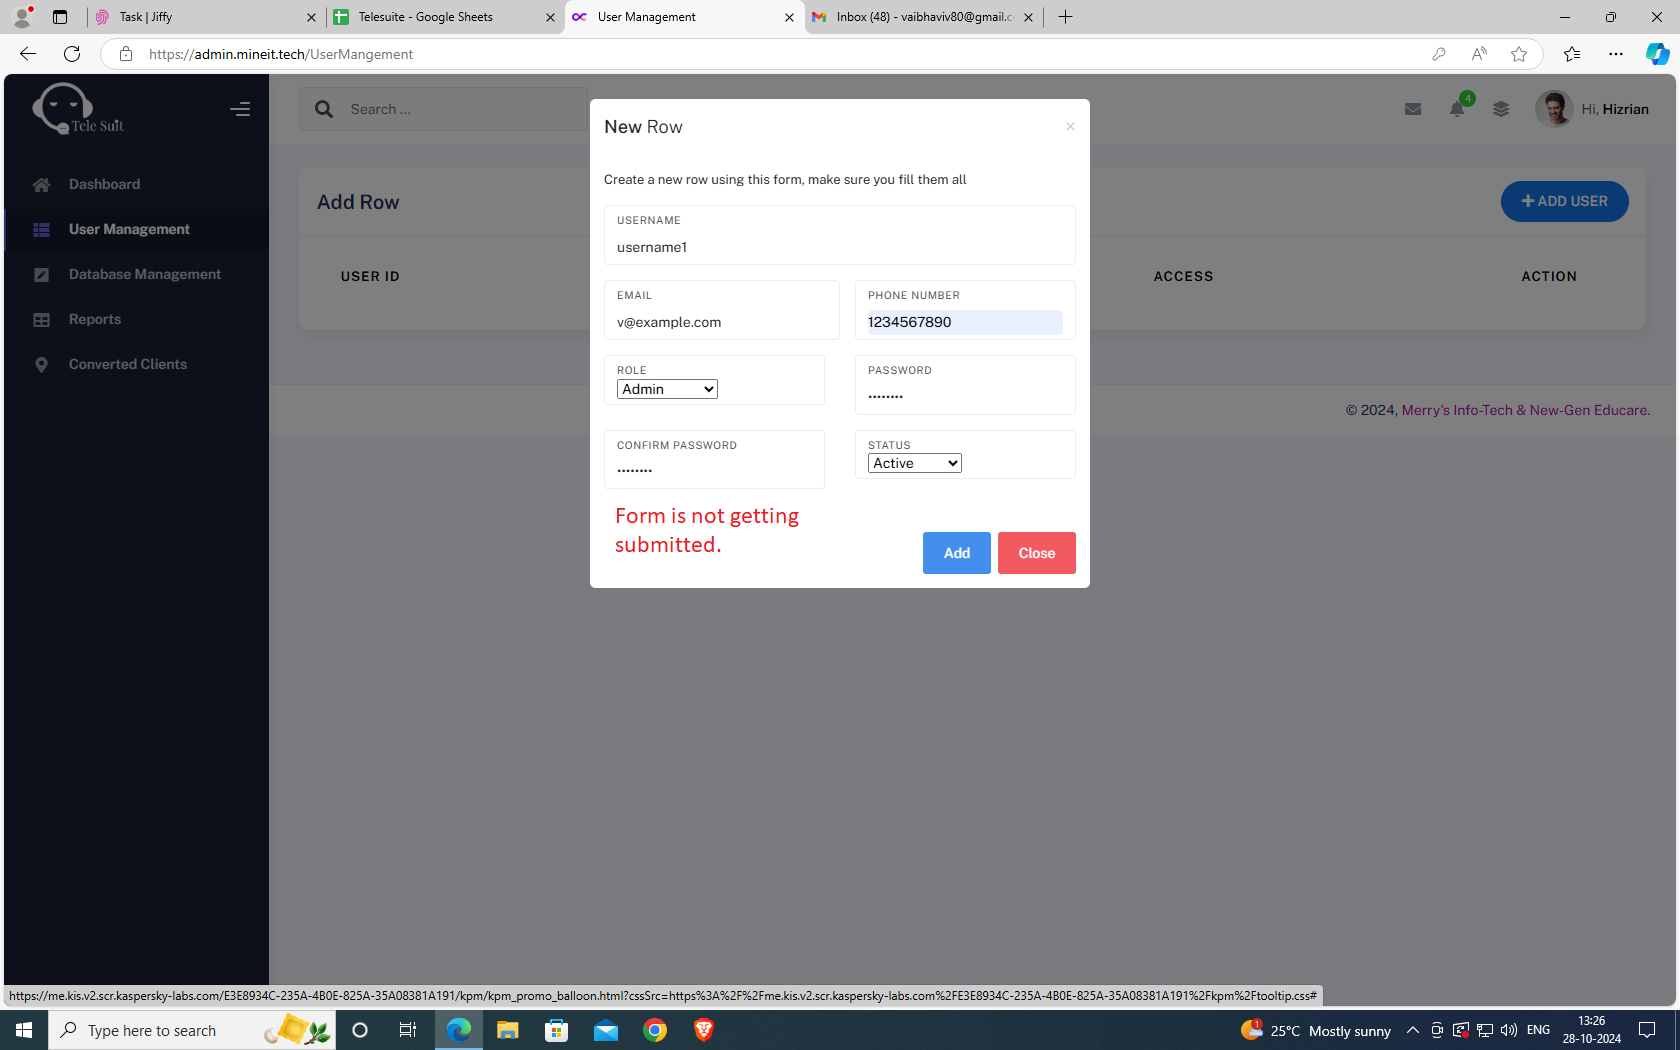 Task | Jiffy
Telesuite - Google Sheets
User Management
Inbox (48) - vaibhaviv80@gmail.c
https://admin.mineit.tech/UserMangement
Tele Suit
Search ...
4
Hi, Hizrian
Dashboard
User Management
Database Management
Reports
Converted Clients
Add Row
ADD USER
USER ID
ACCESS
ACTION
New Row
×
Create a new row using this form, make sure you fill them all
USERNAME
username1
EMAIL
v@example.com
PHONE NUMBER
1234567890
ROLE
Admin
PASSWORD
••••••••
CONFIRM PASSWORD
••••••••
STATUS
Active
Form is not getting
submitted.
Add
Close
© 2024, Merry's Info-Tech & New-Gen Educare.
https://me.kis.v2.scr.kaspersky-labs.com/E3E8934C-235A-4B0E-825A-35A08381A191/kpm/kpm_promo_balloon.html?cssSrc=https%3A%2F%2Fme.kis.v2.scr.kaspersky-labs.com%2FE3E8934C-235A-4B0E-825A-35A08381A191%2Fkpm%2Ftooltip.css#
Type here to search
1
25°C Mostly sunny
ENG
13:26
28-10-2024